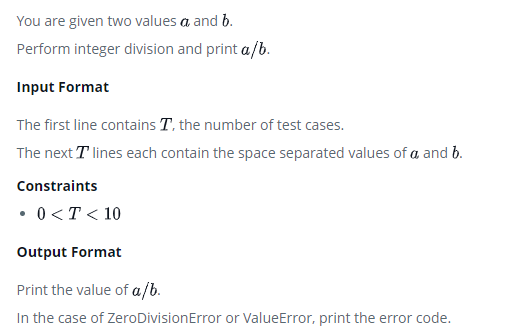 You are given two values a and b.
Perform integer division and print a/b.
Input Format
The first line contains T, the number of test cases.
The next T lines each contain the space separated values of a and b.
Constraints
• 0 < T < 10
Output Format
Print the value of a/b.
In the case of ZeroDivisionError or ValueError, print the error code.